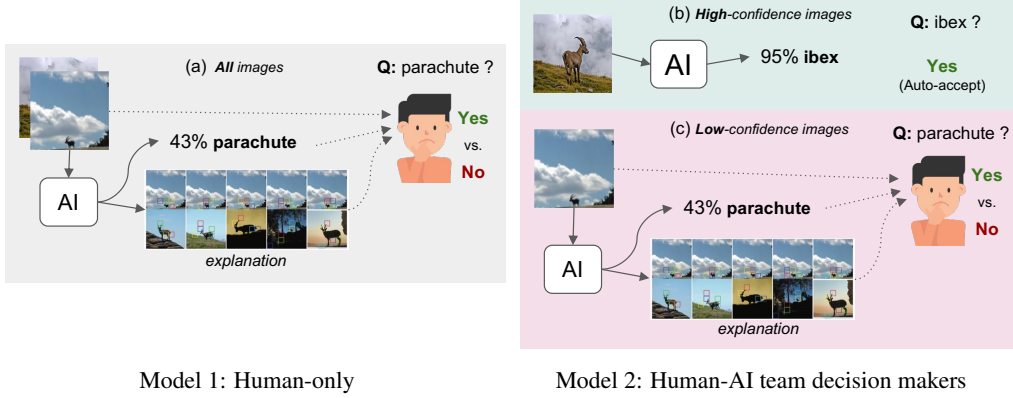 (a) All images
Q: parachute ?
Yes
vs.
No
43% parachute
AI
explanation
Model 1: Human-only
(b) High-confidence images
Q: ibex ?
AI
95% ibex
Yes
(Auto-accept)
(c) Low-confidence images
Q: parachute ?
Yes
vs.
No
43% parachute
AI
explanation
Model 2: Human-AI team decision makers